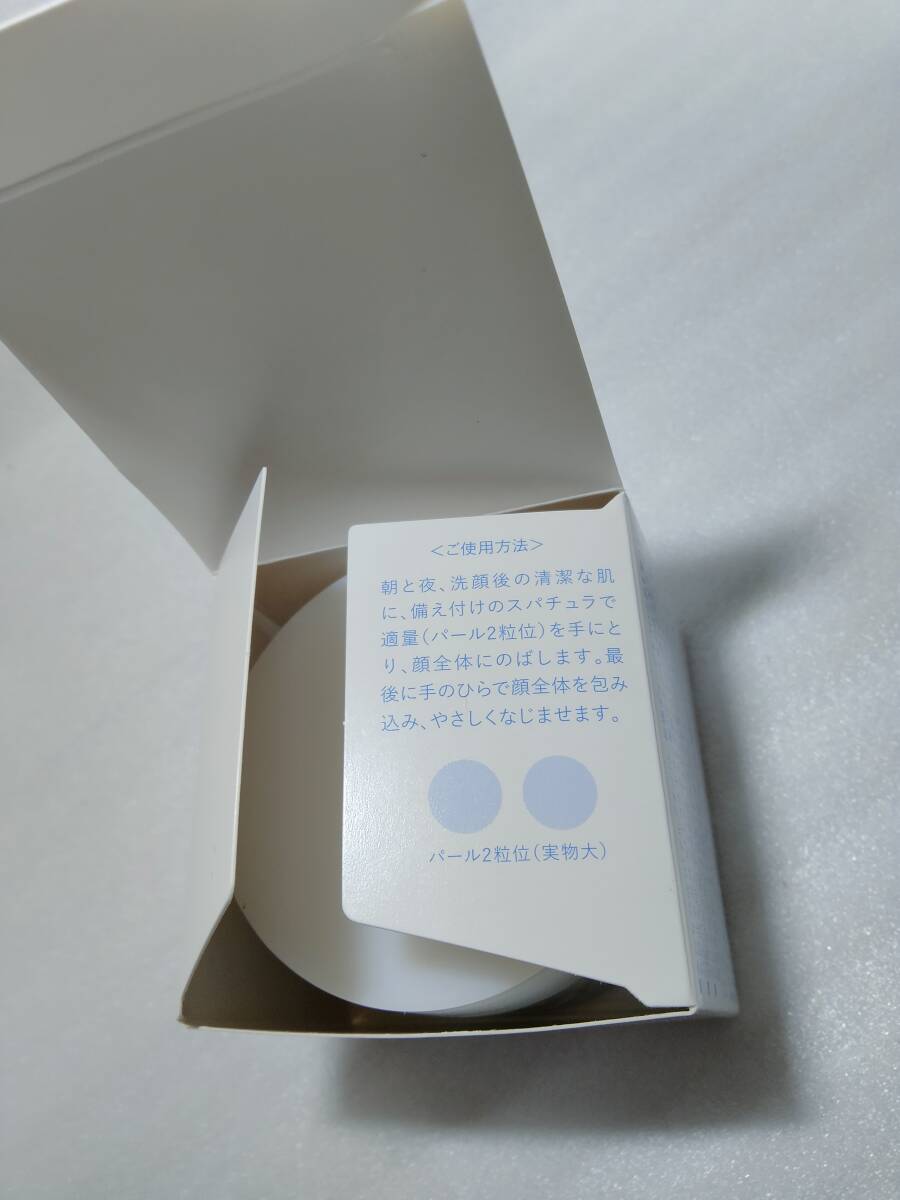 ＜ご使用方法＞
朝と夜、洗顔後の清潔な肌
に、備え付けのスパチュラで
適量（パール2粒位）を手にと
り、顔全体にのばします。最
後に手のひらで顔全体を包み
込み、やさしくなじませます。
パール2粒位（実物大）